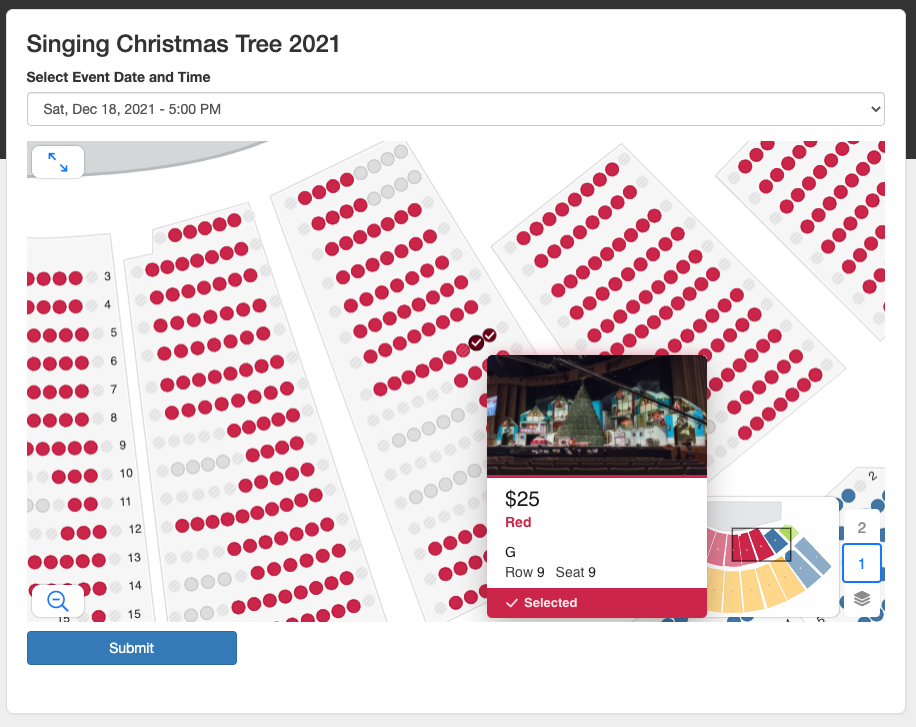 Singing Christmas Tree 2021
Select Event Date and Time
Sat, Dec 18, 2021 - 5:00 PM
3
4
5
6
7
8
9
10
11
12
13
14
15
15
2
$25
Red
G
Row 9 Seat 9
Selected
2
1
Submit